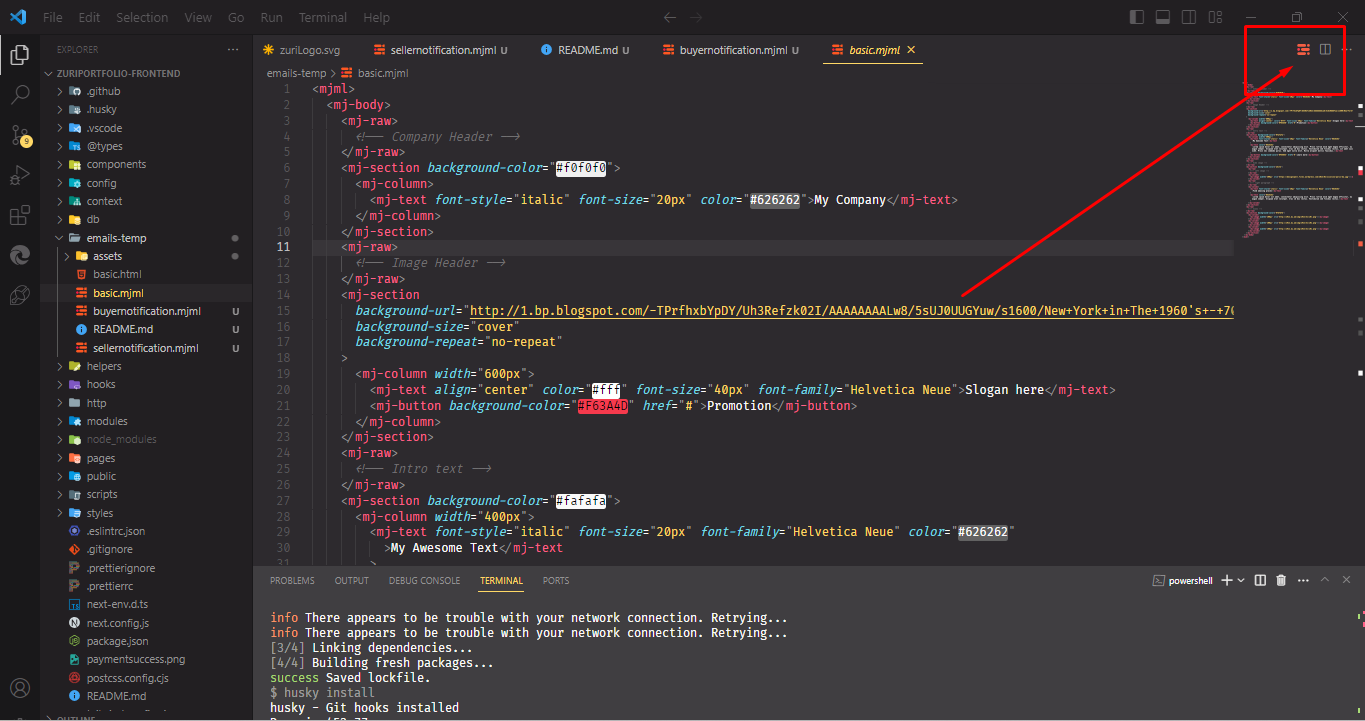 File Edit Selection View Go Run Terminal Help
EXPLORER
ZURIPORTFOLIO-FRONTEND
.github
.husky
.vscode
@types
components
config
context
db
emails-temp
assets
basic.html
basic.mjml
buyernotification.mjml U
README.md U
sellernotification.mjml U
helpers
hooks
http
modules
node_modules
pages
public
scripts
styles
.eslintrc.json
.gitignore
.prettierignore
.prettierrc
next-env.d.ts
next.config.js
package.json
paymentsuccess.png
postcss.config.cjs
README.md
OUTLINE
9
zuriLogo.svg sellernotification.mjml U README.md U buyernotification.mjml U basic.mjml
emails-temp > basic.mjml
1 <mjml>
2 <mj-body>
3 <mj-raw>
4 <!-- Company Header -->
5 </mj-raw>
6 <mj-section background-color="#f0f0f0">
7 <mj-column>
8 <mj-text font-style="italic" font-size="20px" color="#626262">My Company</mj-text>
9 </mj-column>
10 </mj-section>
11 <mj-raw>
12 <!-- Image Header -->
13 </mj-raw>
14 <mj-section
15 background-url="http://1.bp.blogspot.com/-TPrfhxbYpDY/Uh3Refzk02I/AAAAAAAALw8/5sUJ0UUGYuw/s1600/New+York+in+The+1960's+-+70
16 background-size="cover"
17 background-repeat="no-repeat"
18 >
19 <mj-column width="600px">
20 <mj-text align="center" color="#fff" font-size="40px" font-family="Helvetica Neue">Slogan here</mj-text>
21 <mj-button background-color="#F63A4D" href="#">Promotion</mj-button>
22 </mj-column>
23 </mj-section>
24 <mj-raw>
25 <!-- Intro text -->
26 </mj-raw>
27 <mj-section background-color="#fafafa">
28 <mj-column width="400px">
29 <mj-text font-style="italic" font-size="20px" font-family="Helvetica Neue" color="#626262"
30 >My Awesome Text</mj-text
31 >
PROBLEMS OUTPUT DEBUG CONSOLE TERMINAL PORTS
powershell
info There appears to be trouble with your network connection. Retrying...
info There appears to be trouble with your network connection. Retrying...
[3/4] Linking dependencies...
[4/4] Building fresh packages...
success Saved lockfile.
$ husky install
husky - Git hooks installed